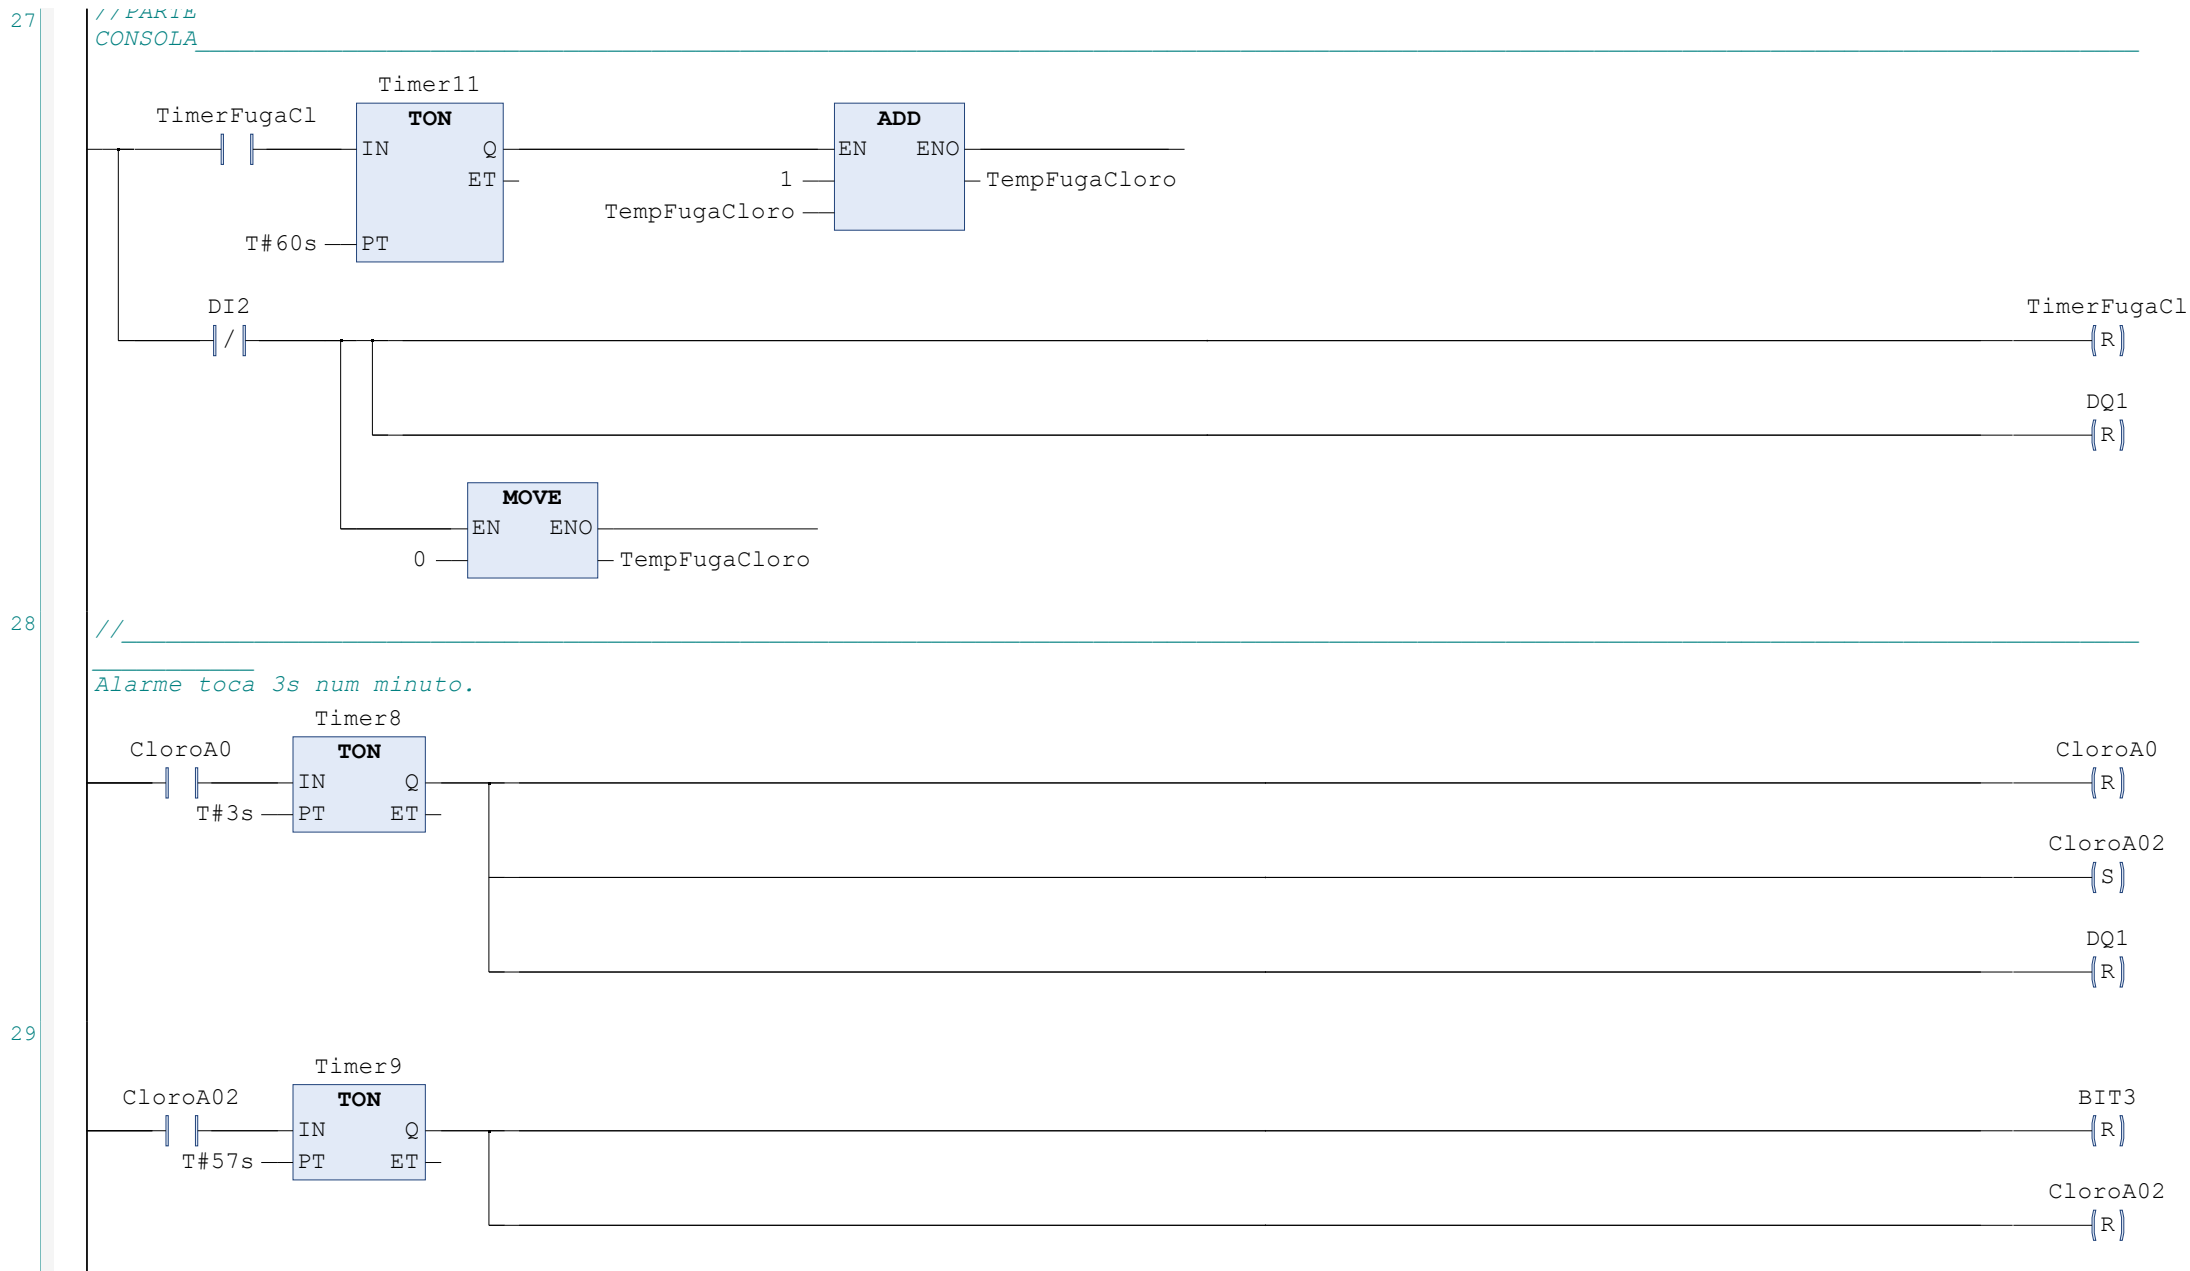 27
//PARTE
CONSOLA
Timer11
TimerFugaCl
TON
ADD
IN Q
EN ENO
ET
1
TempFugaCloro
TempFugaCloro
T#60s
PT
DI2
TimerFugaCl
/
R
DQ1
R
MOVE
EN ENO
0
TempFugaCloro
28
//
Alarme toca 3s num minuto.
Timer8
CloroA0
TON
CloroA0
IN Q
R
T#3s
PT ET
CloroA02
S
DQ1
R
29
Timer9
CloroA02
TON
BIT3
IN Q
R
T#57s
PT ET
CloroA02
R